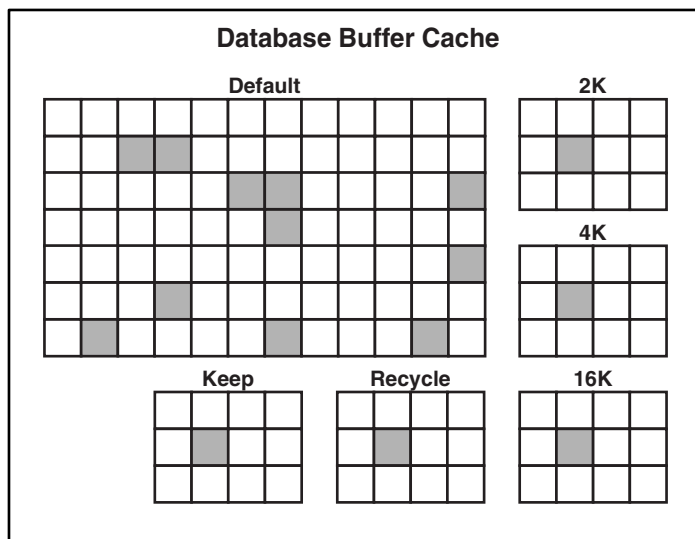 Database Buffer Cache
Default
2K
4K
Keep
Recycle
16K